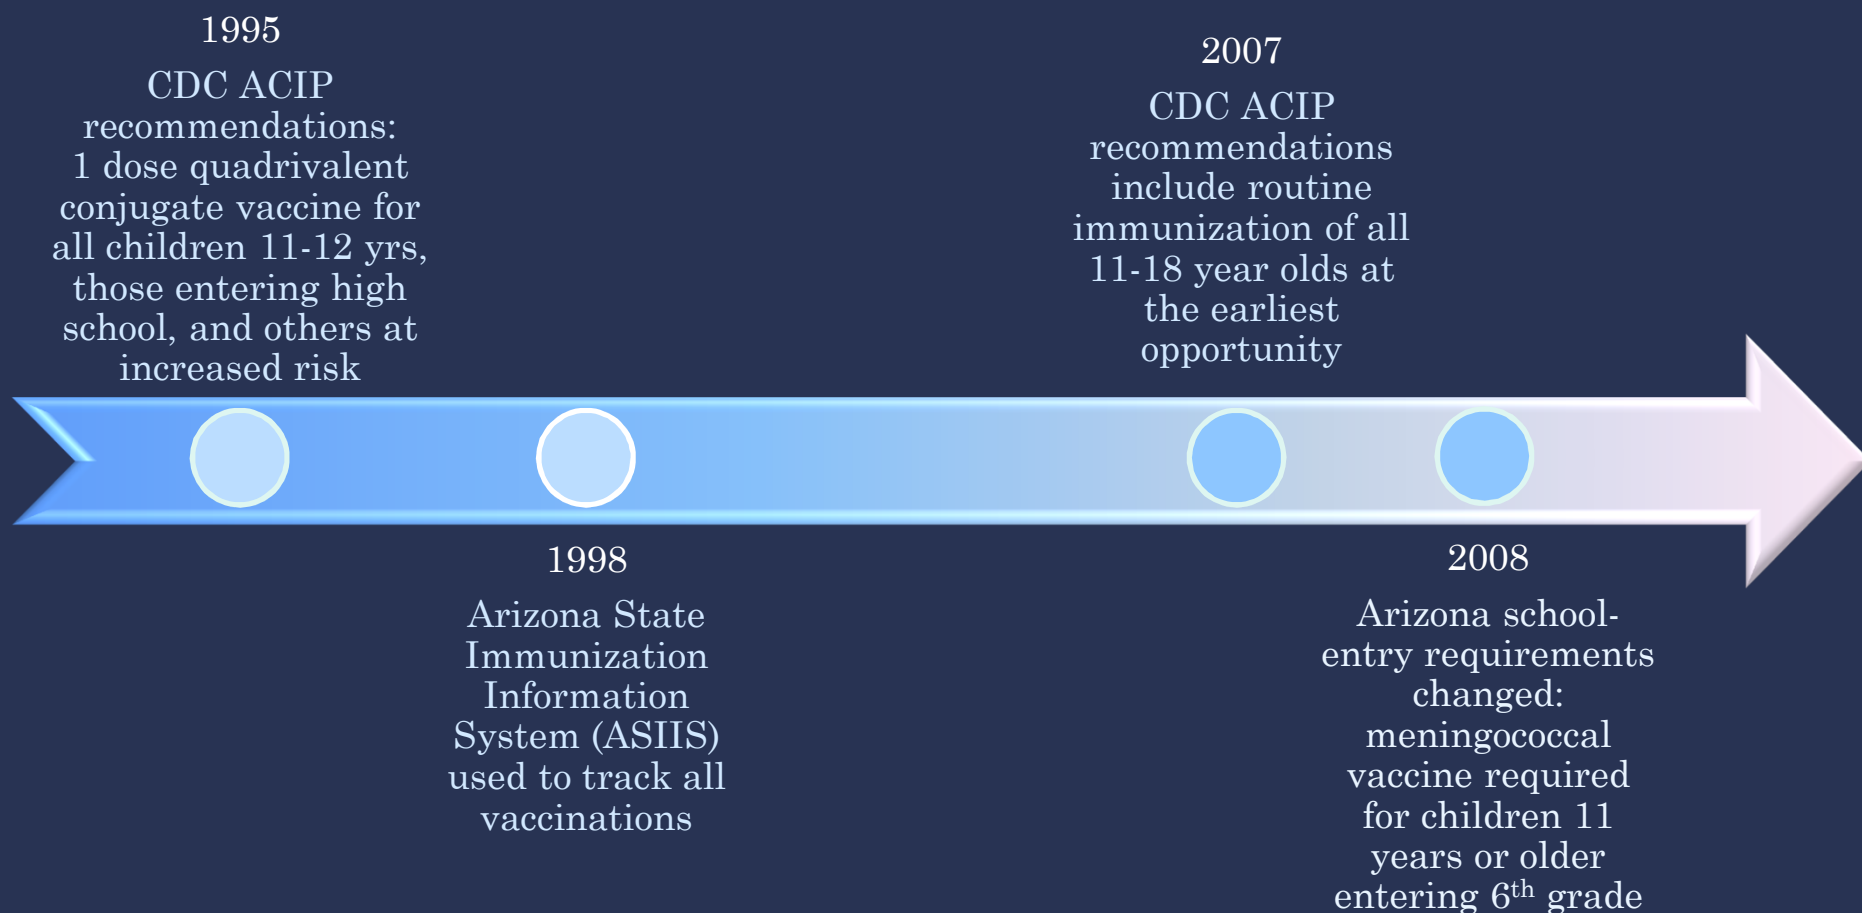 1995
CDC ACIP
recommendations:
1 dose quadrivalent
conjugate vaccine for
all children 11-12 yrs,
those entering high
school, and others at
increased risk
1998
Arizona State
Immunization
Information
System (ASIIS)
used to track all
vaccinations
2007
CDC ACIP
recommendations
include routine
immunization of all
11-18 year olds at
the earliest
opportunity
2008
Arizona school-
entry requirements
changed:
meningococcal
vaccine required
for children 11
years or older
entering 6th grade